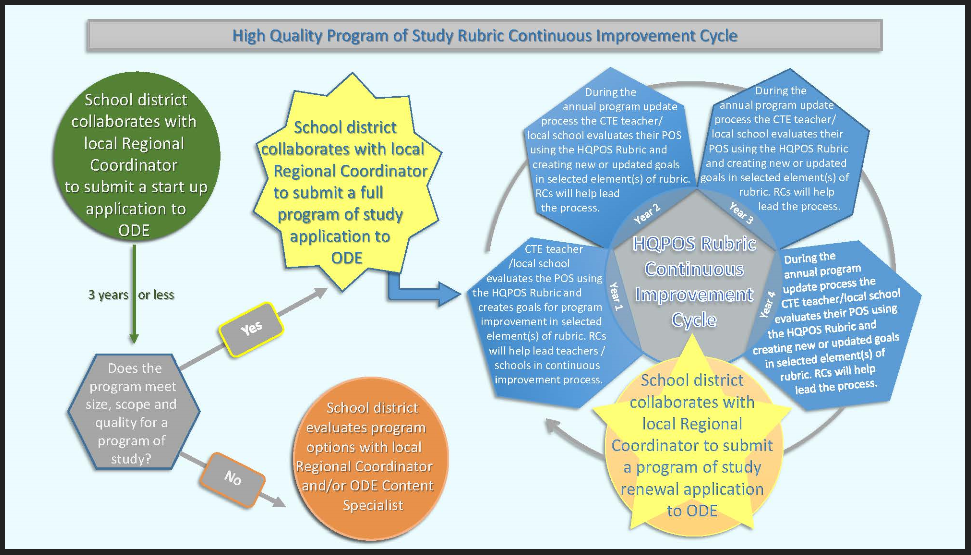 High Quality Program of Study Rubric Continuous Improvement Cycle
School district
collaborates with
local Regional
Coordinator
to submit a start up
application to
ODE
3 years or less
Does the
program meet
size, scope and
quality for a
program of
study?
Yes
No
School district
collaborates with local
Regional Coordinator
to submit a full
program of study
application to
ODE
School district
evaluates program
options with local
Regional Coordinator
and/or ODE Content
Specialist
CTE teacher
/local school
evaluates the POS using
the HQPOS Rubric and
creates goals for program
improvement in selected
element(s) of rubric. RCs
will help lead teachers /
schools in continuous
improvement process.
Year 1
During the
annual program update
process the CTE teacher/
local school evaluates their POS
using the HQPOS Rubric and
creating new or updated goals
in selected element(s) of rubric.
RCs will help lead
the process.
Year 2
During the
annual program update
process the CTE teacher/
local school evaluates their
POS using the HQPOS Rubric
and creating new or updated
goals in selected element(s) of
rubric. RCs will help
lead the process.
Year 3
During the
annual program
update process the
CTE teacher/local school
evaluates their POS using
the HQPOS Rubric and
creating new or updated goals
in selected element(s) of
rubric. RCs will help
lead the process.
Year 4
HQPOS Rubric
Continuous
Improvement
Cycle
School district
collaborates with
local Regional
Coordinator to submit
a program of study
renewal application
to ODE